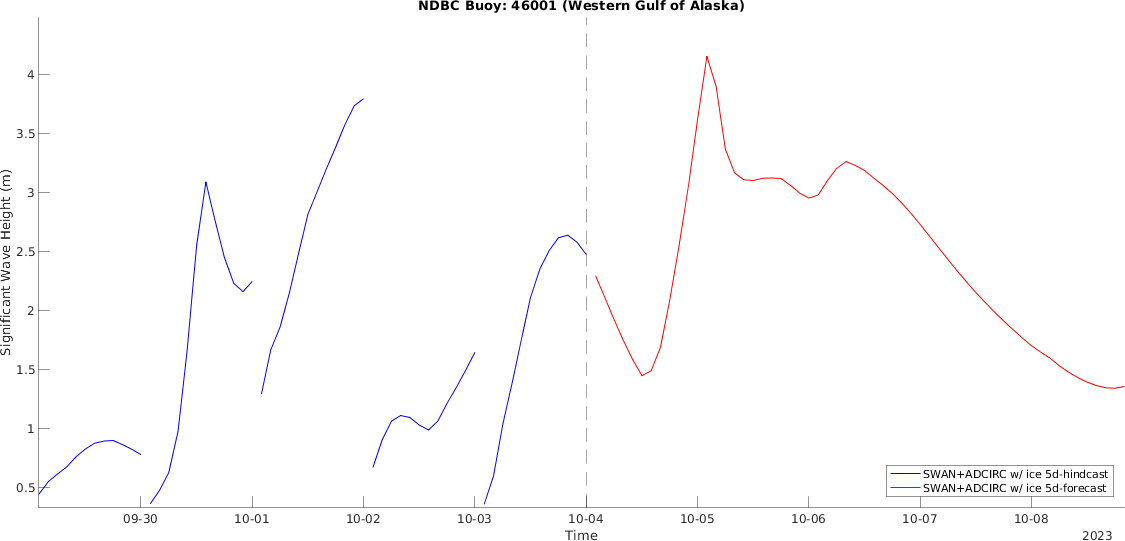 NDBC Buoy: 46001 (Western Gulf of Alaska)
Significant Wave Height (m)
4
3.5
3
2.5
2
1.5
1
0.5
SWAN+ADCIRC w/ ice 5d-hindcast
SWAN+ADCIRC w/ ice 5d-forecast
09-30 10-01 10-02 10-03 10-04 10-05 10-06 10-07 10-08
Time
2023